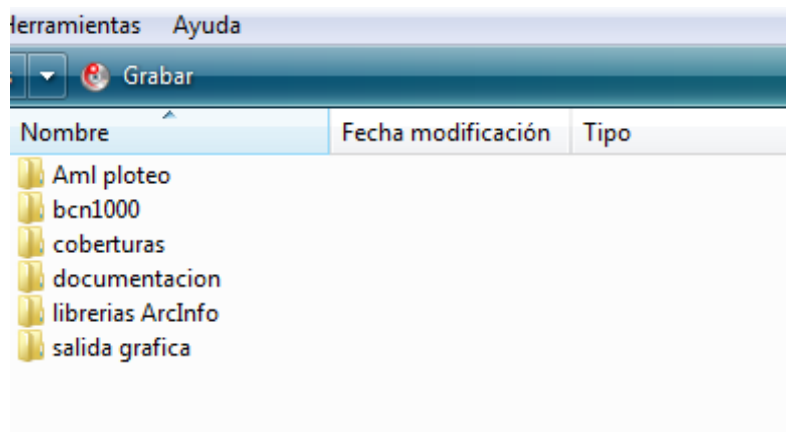 Herramientas Ayuda
Grabar
Nombre Fecha modificación Tipo
Aml ploteo
bcn1000
coberturas
documentacion
librerias ArcInfo
salida grafica